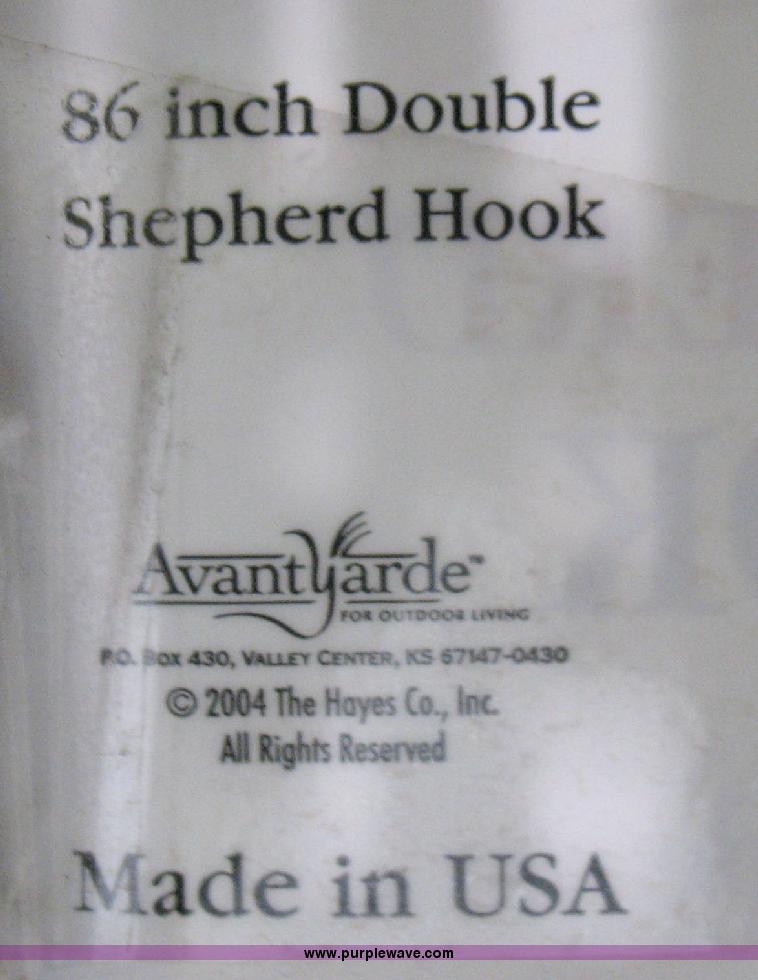 86 inch Double
Shepherd Hook
AvantYarde™
FOR OUTDOOR LIVING
P.O. Box 430, Valley Center, KS 67147-0430
© 2004 The Hayes Co., Inc.
All Rights Reserved
Made in USA
www.purplewave.com